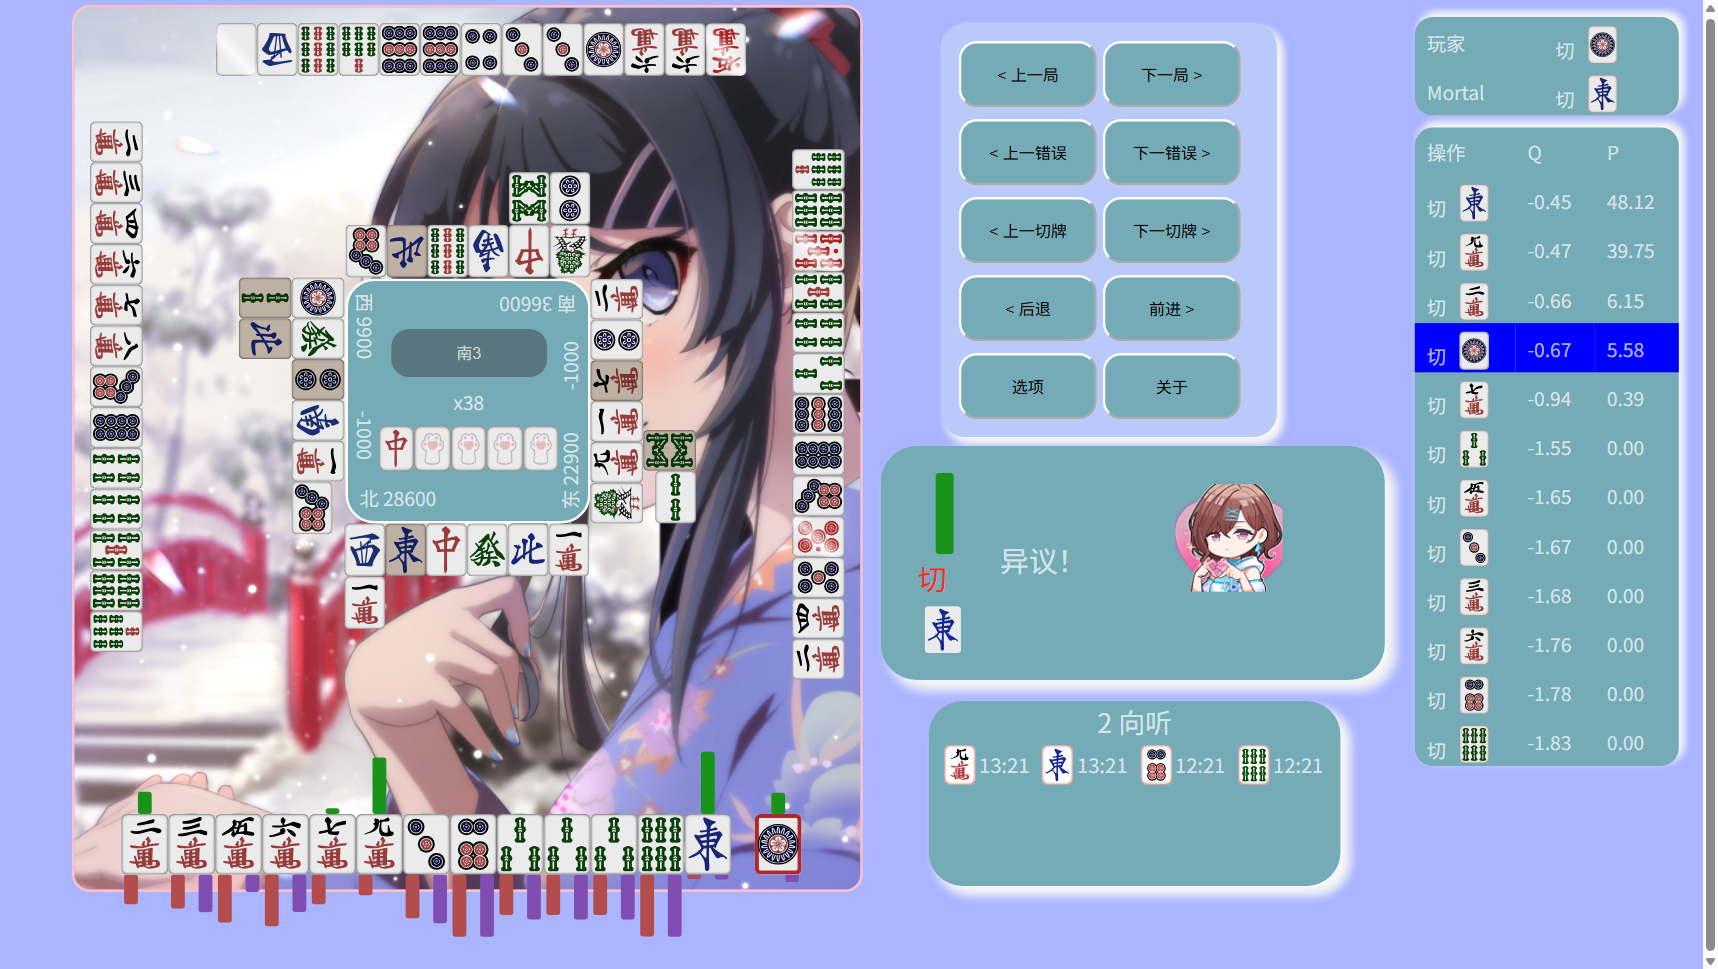 西 9900
南 36600
南3
-1000
x38
-1000
北 28600
东 22900
< 上一局
下一局 >
< 上一错误
下一错误 >
< 上一切牌
下一切牌 >
< 后退
前进 >
选项
关于
切
异议！
2 向听
13:21
13:21
12:21
12:21
玩家 切
Mortal 切
操作 Q P
切 -0.45 48.12
切 -0.47 39.75
切 -0.66 6.15
切 -0.67 5.58
切 -0.94 0.39
切 -1.55 0.00
切 -1.65 0.00
切 -1.67 0.00
切 -1.68 0.00
切 -1.76 0.00
切 -1.78 0.00
切 -1.83 0.00